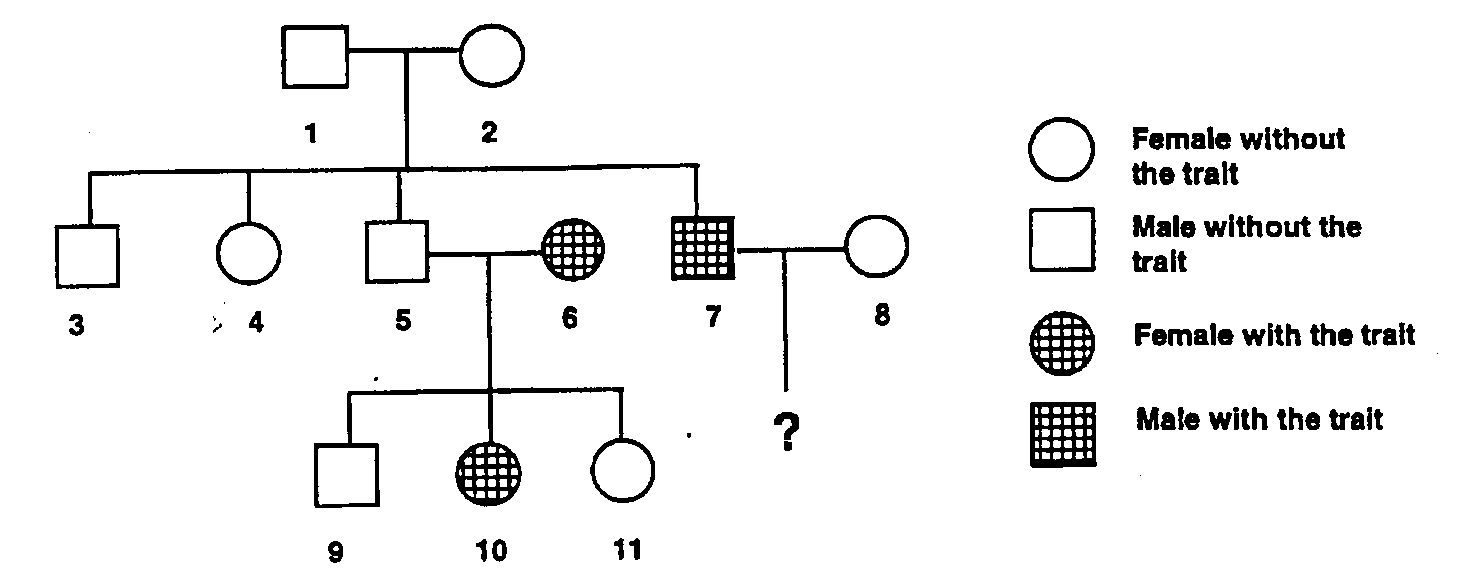 1
2
Female without
the trait
Male without the
trait
3
4
5
6
7
8
Female with the trait
Male with the trait
?
9
10
11